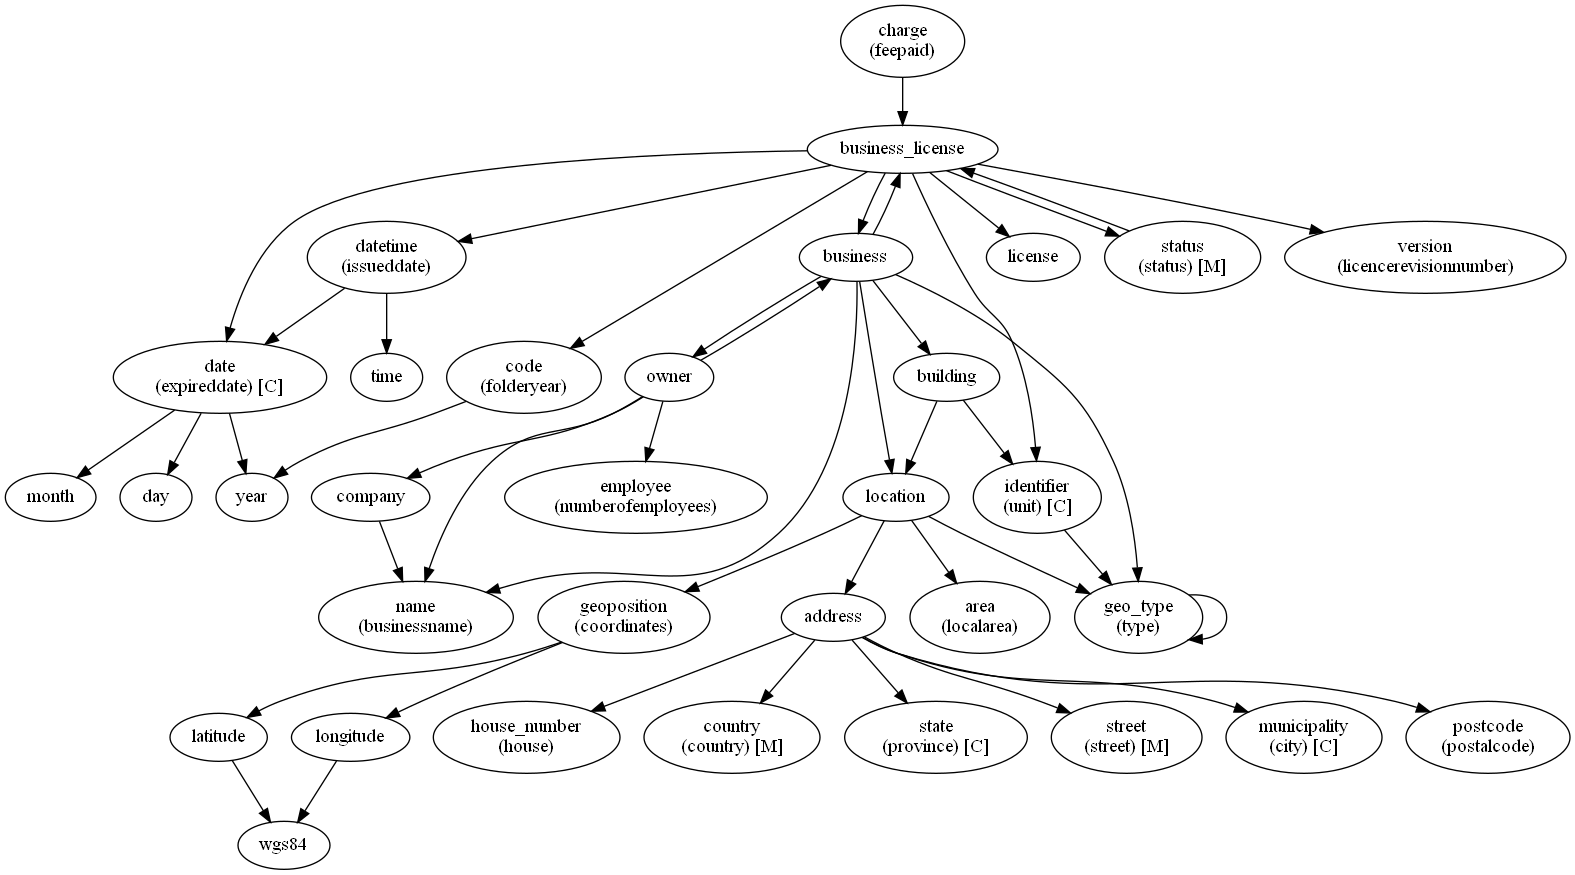 charge
(feepaid)
business_license
datetime
(issueddate)
business
license
status
(status) [M]
version
(licencerevisionnumber)
date
(expireddate) [C]
time
code
(folderyear)
owner
building
month
day
year
company
employee
(numberofemployees)
location
identifier
(unit) [C]
name
(businessname)
geoposition
(coordinates)
address
area
(localarea)
geo_type
(type)
latitude
longitude
house_number
(house)
country
(country) [M]
state
(province) [C]
street
(street) [M]
municipality
(city) [C]
postcode
(postalcode)
wgs84